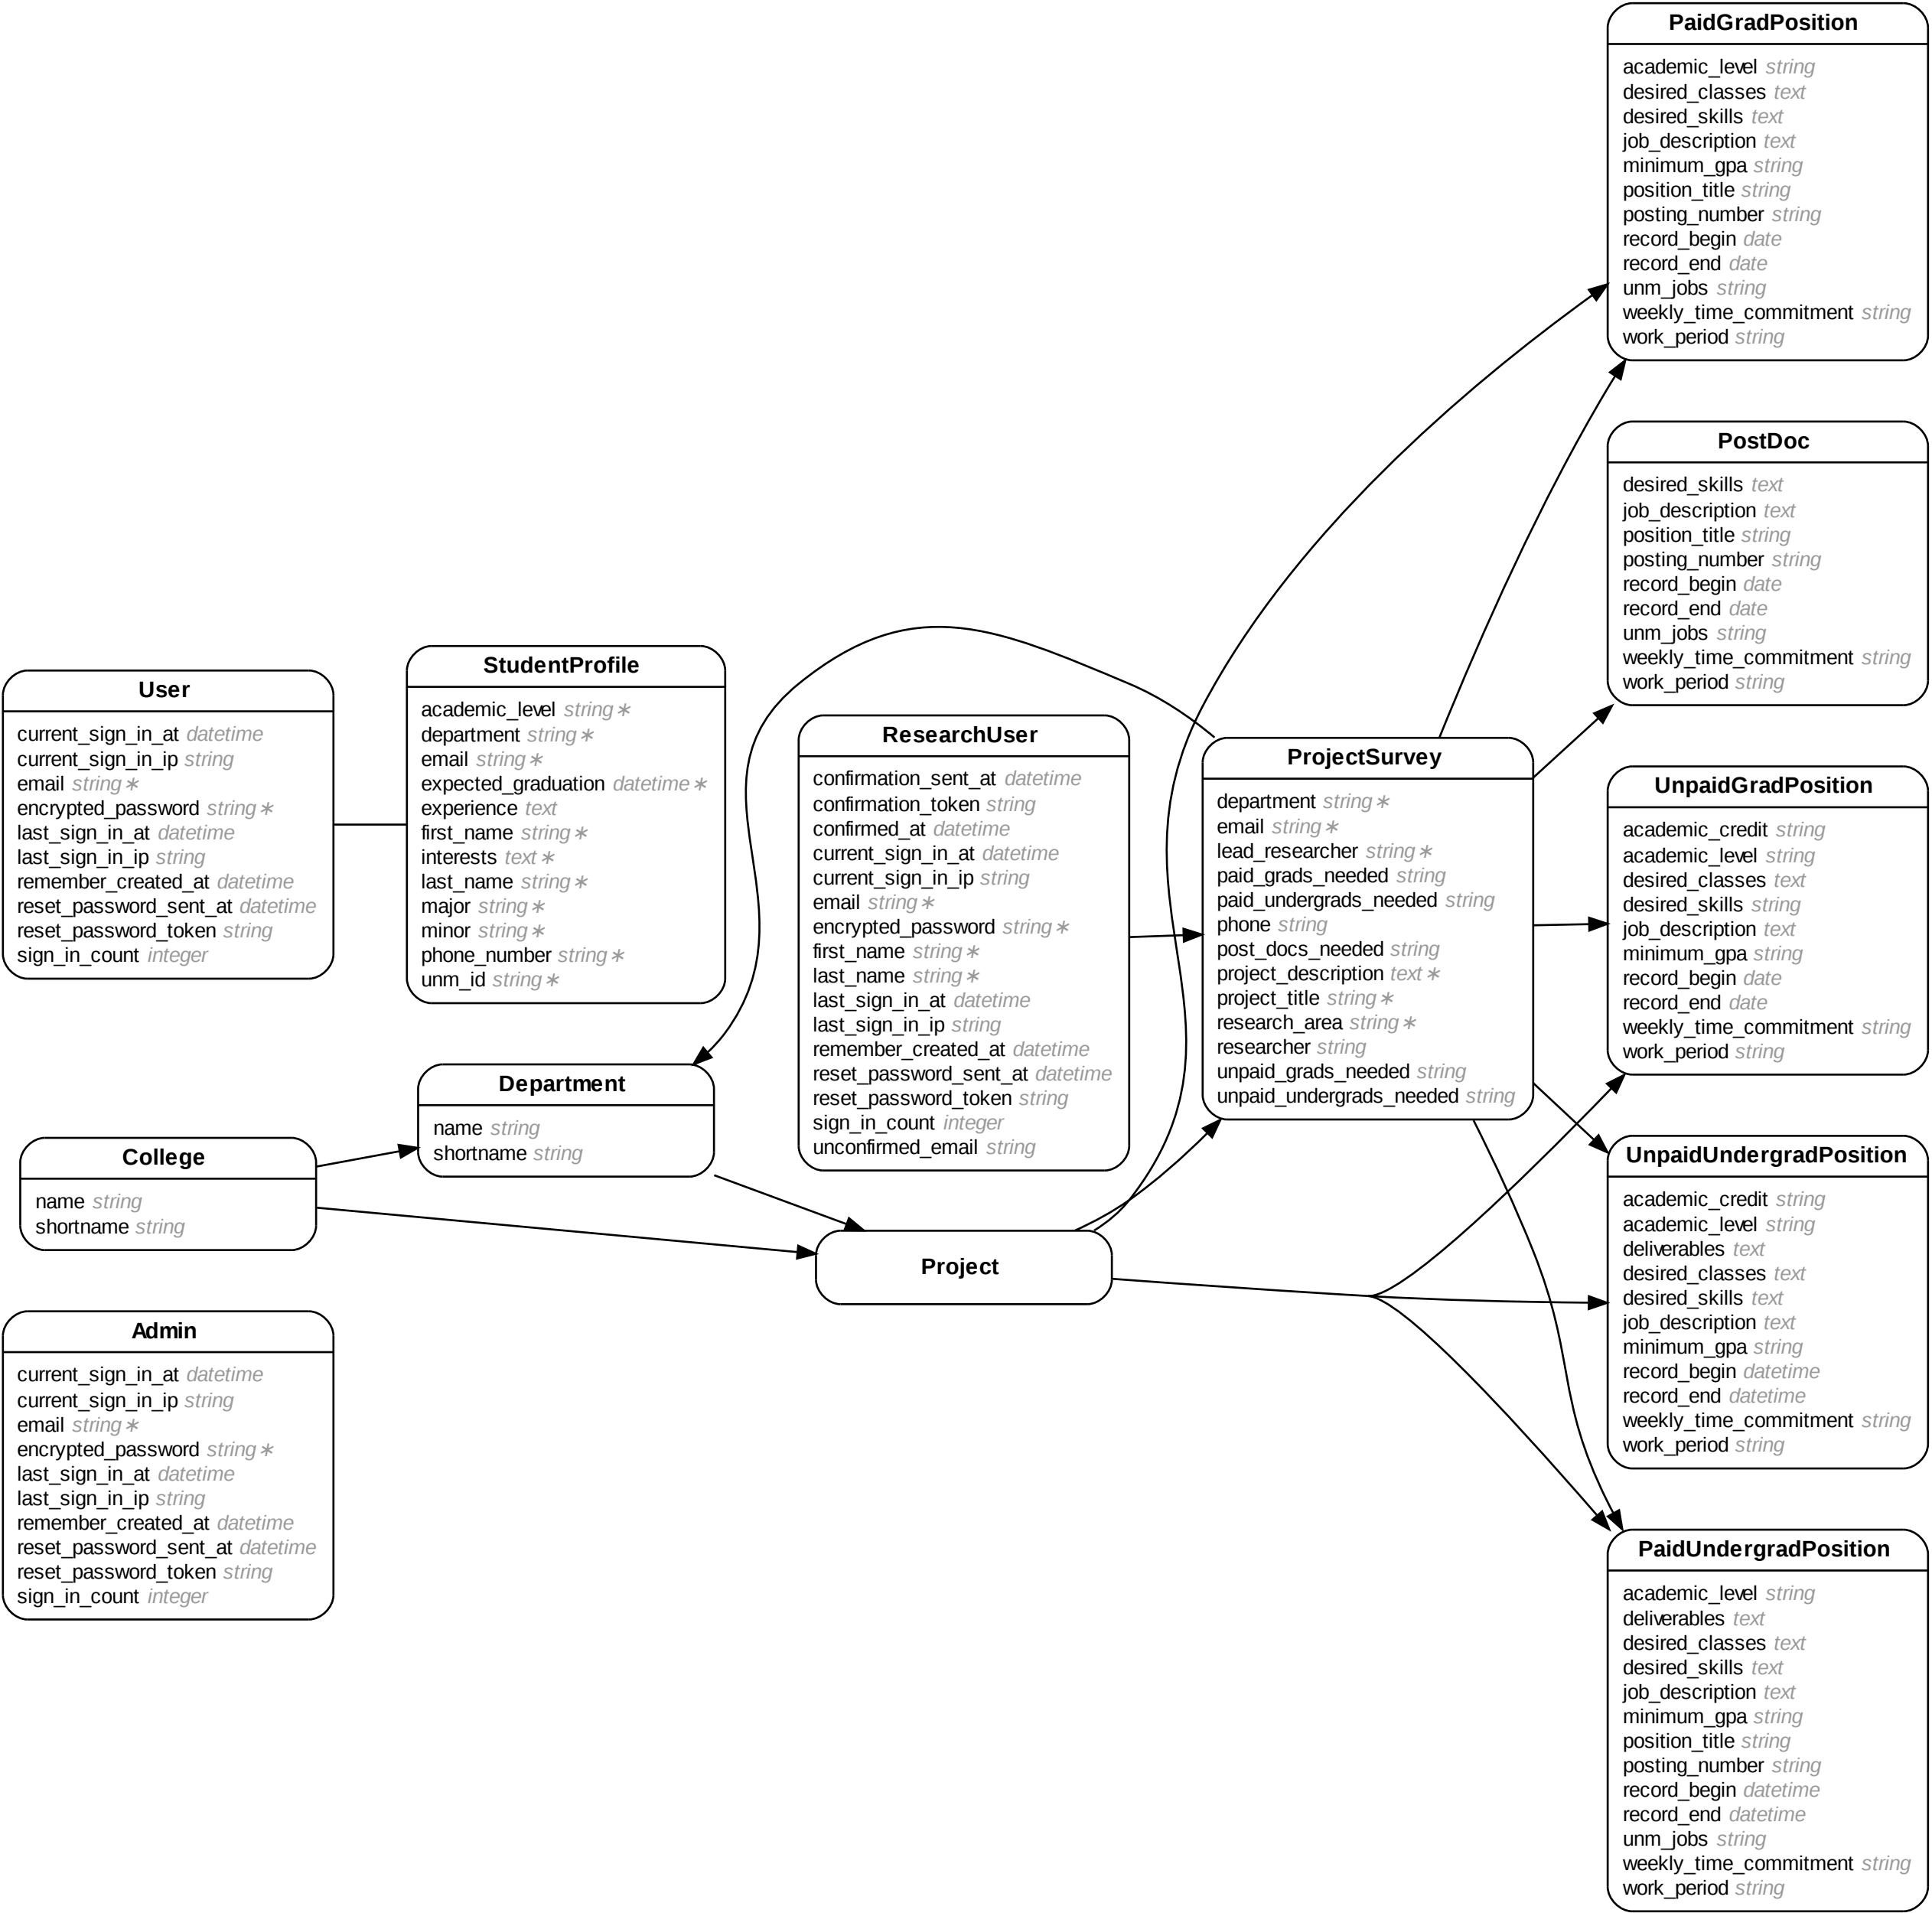 PaidGradPosition
academic_level string
desired_classes text
desired_skills text
job_description text
minimum_gpa string
position_title string
posting_number string
record_begin date
record_end date
unm_jobs string
weekly_time_commitment string
work_period string
PostDoc
desired_skills text
job_description text
position_title string
posting_number string
record_begin date
record_end date
unm_jobs string
weekly_time_commitment string
work_period string
User
current_sign_in_at datetime
current_sign_in_ip string
email string∗
encrypted_password string∗
last_sign_in_at datetime
last_sign_in_ip string
remember_created_at datetime
reset_password_sent_at datetime
reset_password_token string
sign_in_count integer
StudentProfile
academic_level string∗
department string∗
email string∗
expected_graduation datetime∗
experience text
first_name string∗
interests text∗
last_name string∗
major string∗
minor string∗
phone_number string∗
unm_id string∗
ResearchUser
confirmation_sent_at datetime
confirmation_token string
confirmed_at datetime
current_sign_in_at datetime
current_sign_in_ip string
email string∗
encrypted_password string∗
first_name string∗
last_name string∗
last_sign_in_at datetime
last_sign_in_ip string
remember_created_at datetime
reset_password_sent_at datetime
reset_password_token string
sign_in_count integer
unconfirmed_email string
ProjectSurvey
department string∗
email string∗
lead_researcher string∗
paid_grads_needed string
paid_undergrads_needed string
phone string
post_docs_needed string
project_description text∗
project_title string∗
research_area string∗
researcher string
unpaid_grads_needed string
unpaid_undergrads_needed string
UnpaidGradPosition
academic_credit string
academic_level string
desired_classes text
desired_skills string
job_description text
minimum_gpa string
record_begin date
record_end date
weekly_time_commitment string
work_period string
Department
name string
shortname string
College
name string
shortname string
Project
UnpaidUndergradPosition
academic_credit string
academic_level string
deliverables text
desired_classes text
desired_skills text
job_description text
minimum_gpa string
record_begin datetime
record_end datetime
weekly_time_commitment string
work_period string
Admin
current_sign_in_at datetime
current_sign_in_ip string
email string∗
encrypted_password string∗
last_sign_in_at datetime
last_sign_in_ip string
remember_created_at datetime
reset_password_sent_at datetime
reset_password_token string
sign_in_count integer
PaidUndergradPosition
academic_level string
deliverables text
desired_classes text
desired_skills text
job_description text
minimum_gpa string
position_title string
posting_number string
record_begin datetime
record_end datetime
unm_jobs string
weekly_time_commitment string
work_period string